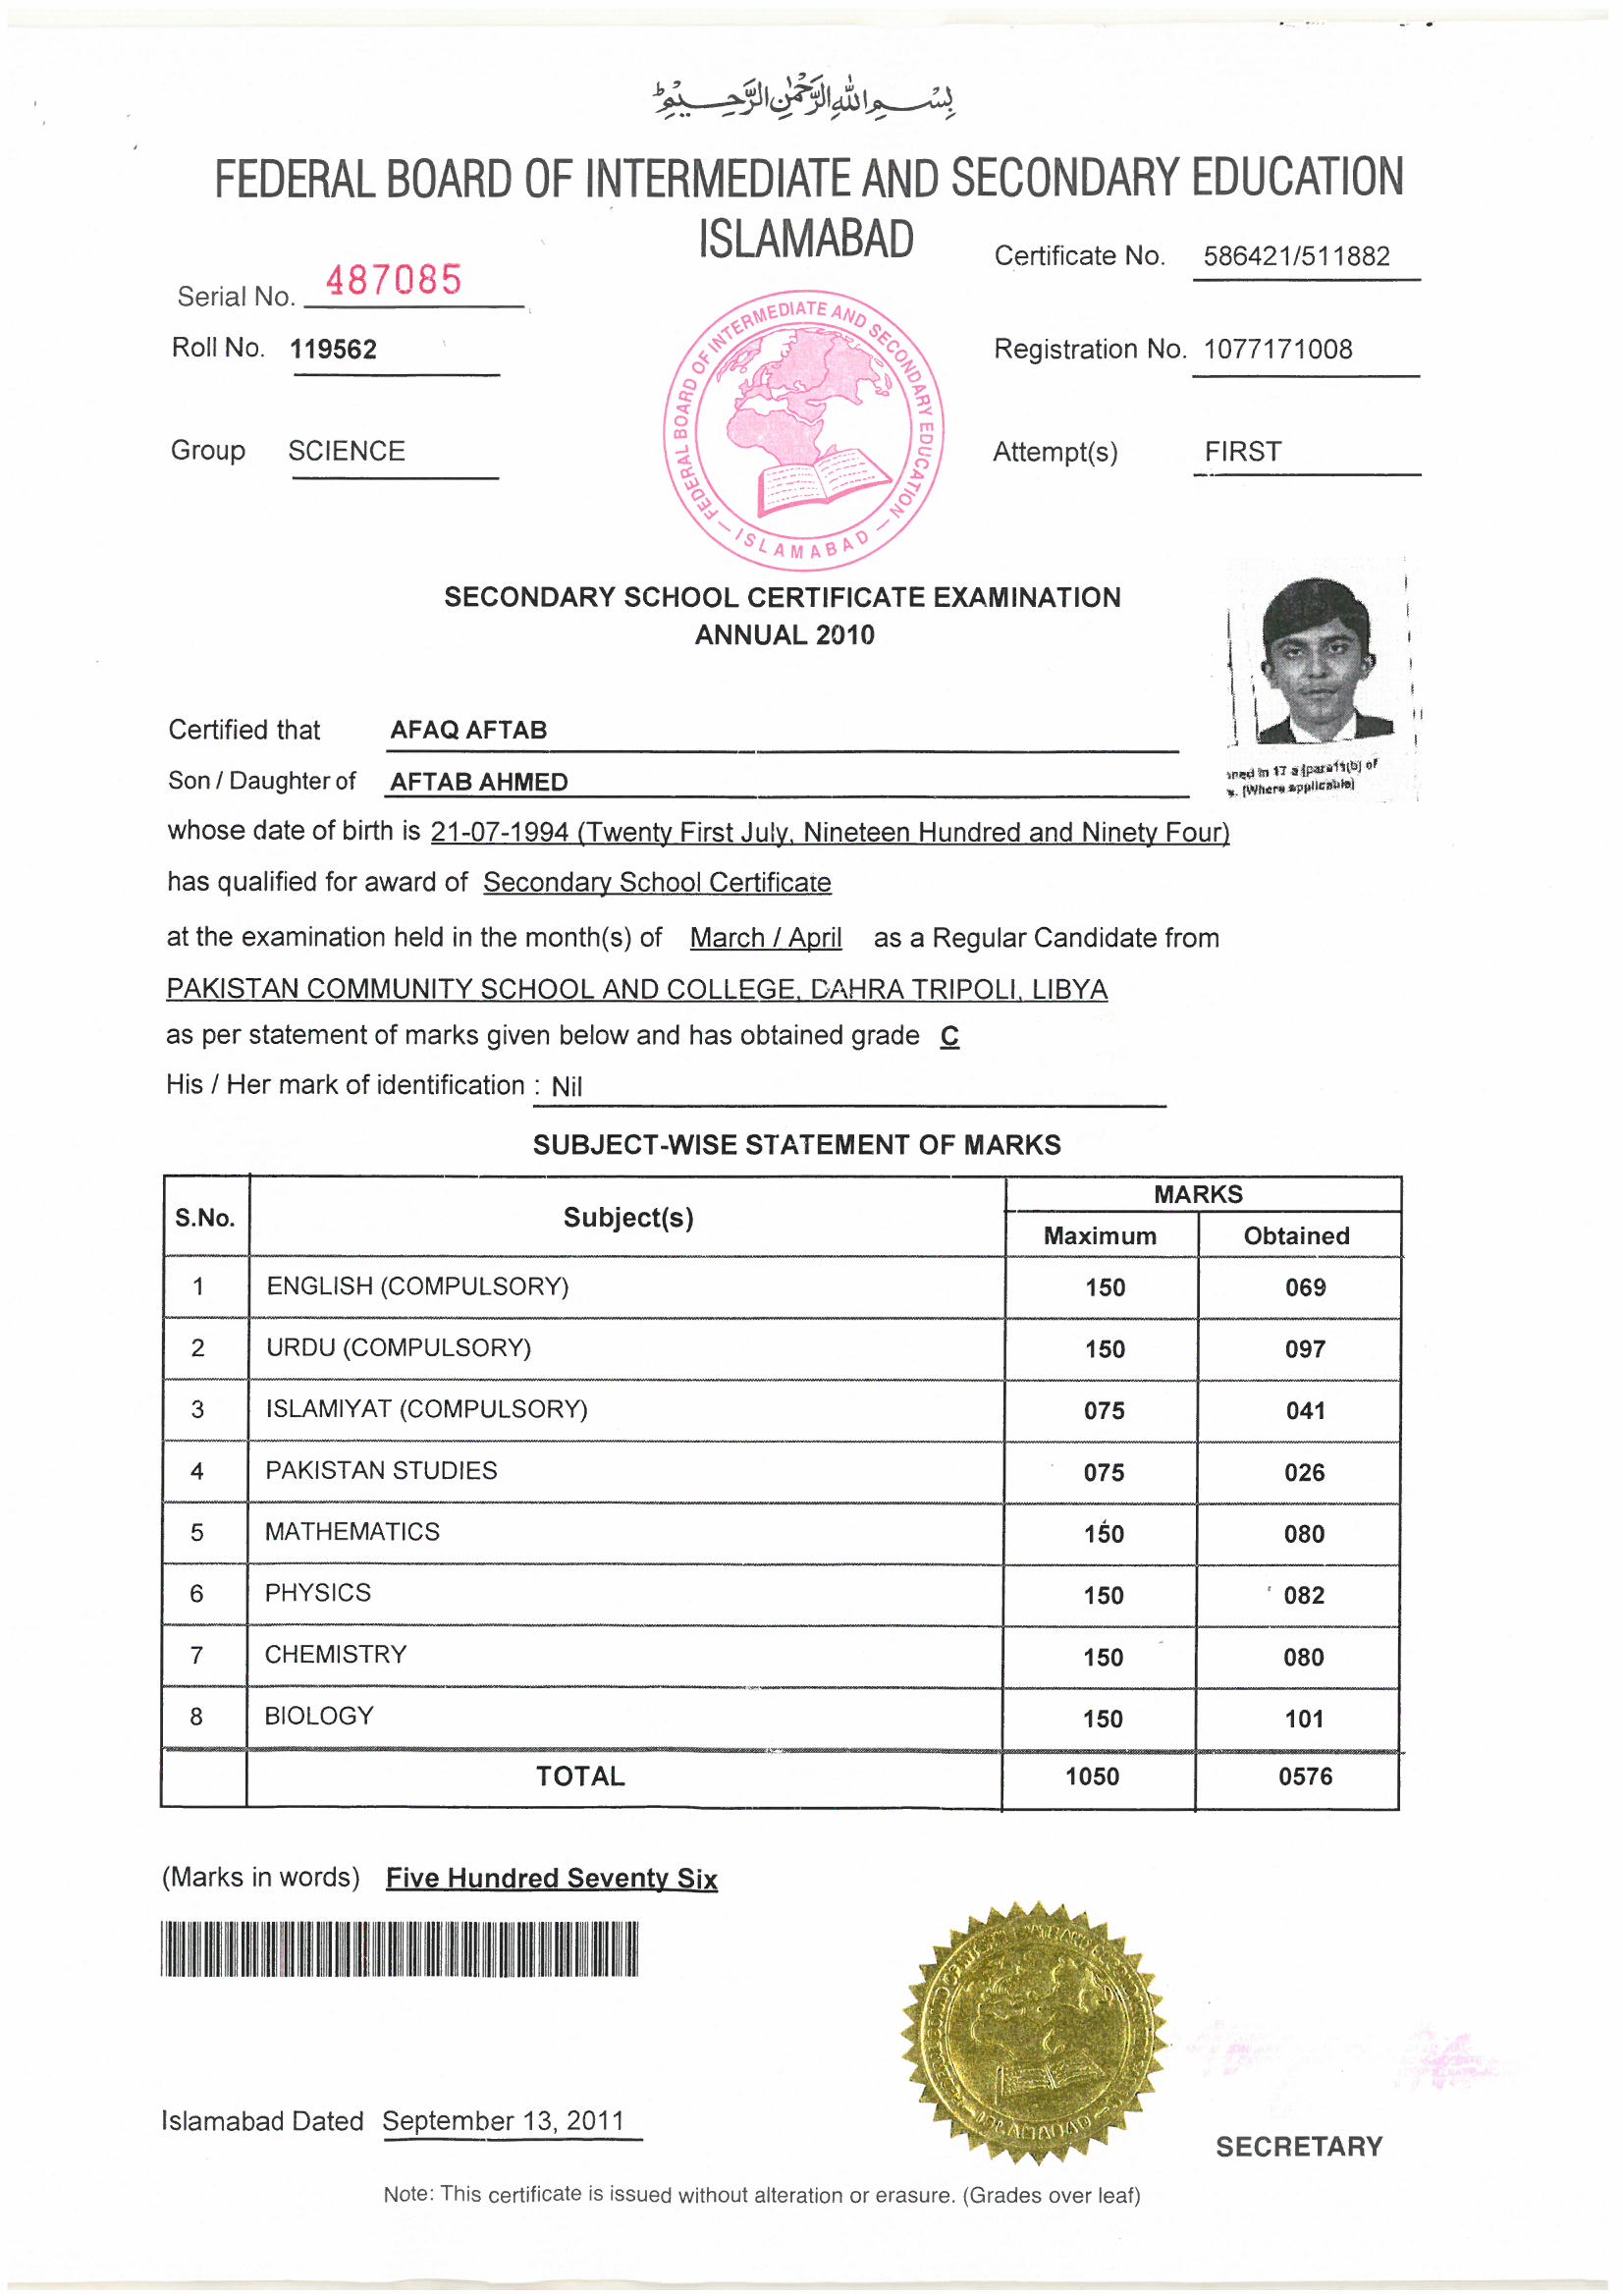 بِسْمِ اللهِ الرَّحْمٰنِ الرَّحِيْمِ
FEDERAL BOARD OF INTERMEDIATE AND SECONDARY EDUCATION
ISLAMABAD
Serial No. 487085
Certificate No. 586421/511882
Roll No. 119562
Registration No. 1077171008
Group SCIENCE
Attempt(s) FIRST
FEDERAL BOARD OF INTERMEDIATE AND SECONDARY EDUCATION
— ISLAMABAD —
SECONDARY SCHOOL CERTIFICATE EXAMINATION
ANNUAL 2010
Certified that AFAQ AFTAB
Son / Daughter of AFTAB AHMED
in 17 a of
(Where applicable)
whose date of birth is 21-07-1994 (Twenty First July, Nineteen Hundred and Ninety Four)
has qualified for award of Secondary School Certificate
at the examination held in the month(s) of March / April as a Regular Candidate from
PAKISTAN COMMUNITY SCHOOL AND COLLEGE, DAHRA TRIPOLI, LIBYA
as per statement of marks given below and has obtained grade C
His / Her mark of identification : Nil
SUBJECT-WISE STATEMENT OF MARKS
S.No. Subject(s) MARKS
Maximum Obtained
1 ENGLISH (COMPULSORY) 150 069
2 URDU (COMPULSORY) 150 097
3 ISLAMIYAT (COMPULSORY) 075 041
4 PAKISTAN STUDIES 075 026
5 MATHEMATICS 150 080
6 PHYSICS 150 082
7 CHEMISTRY 150 080
8 BIOLOGY 150 101
TOTAL 1050 0576
(Marks in words) Five Hundred Seventy Six
Islamabad Dated September 13, 2011
SECRETARY
Note: This certificate is issued without alteration or erasure. (Grades over leaf)